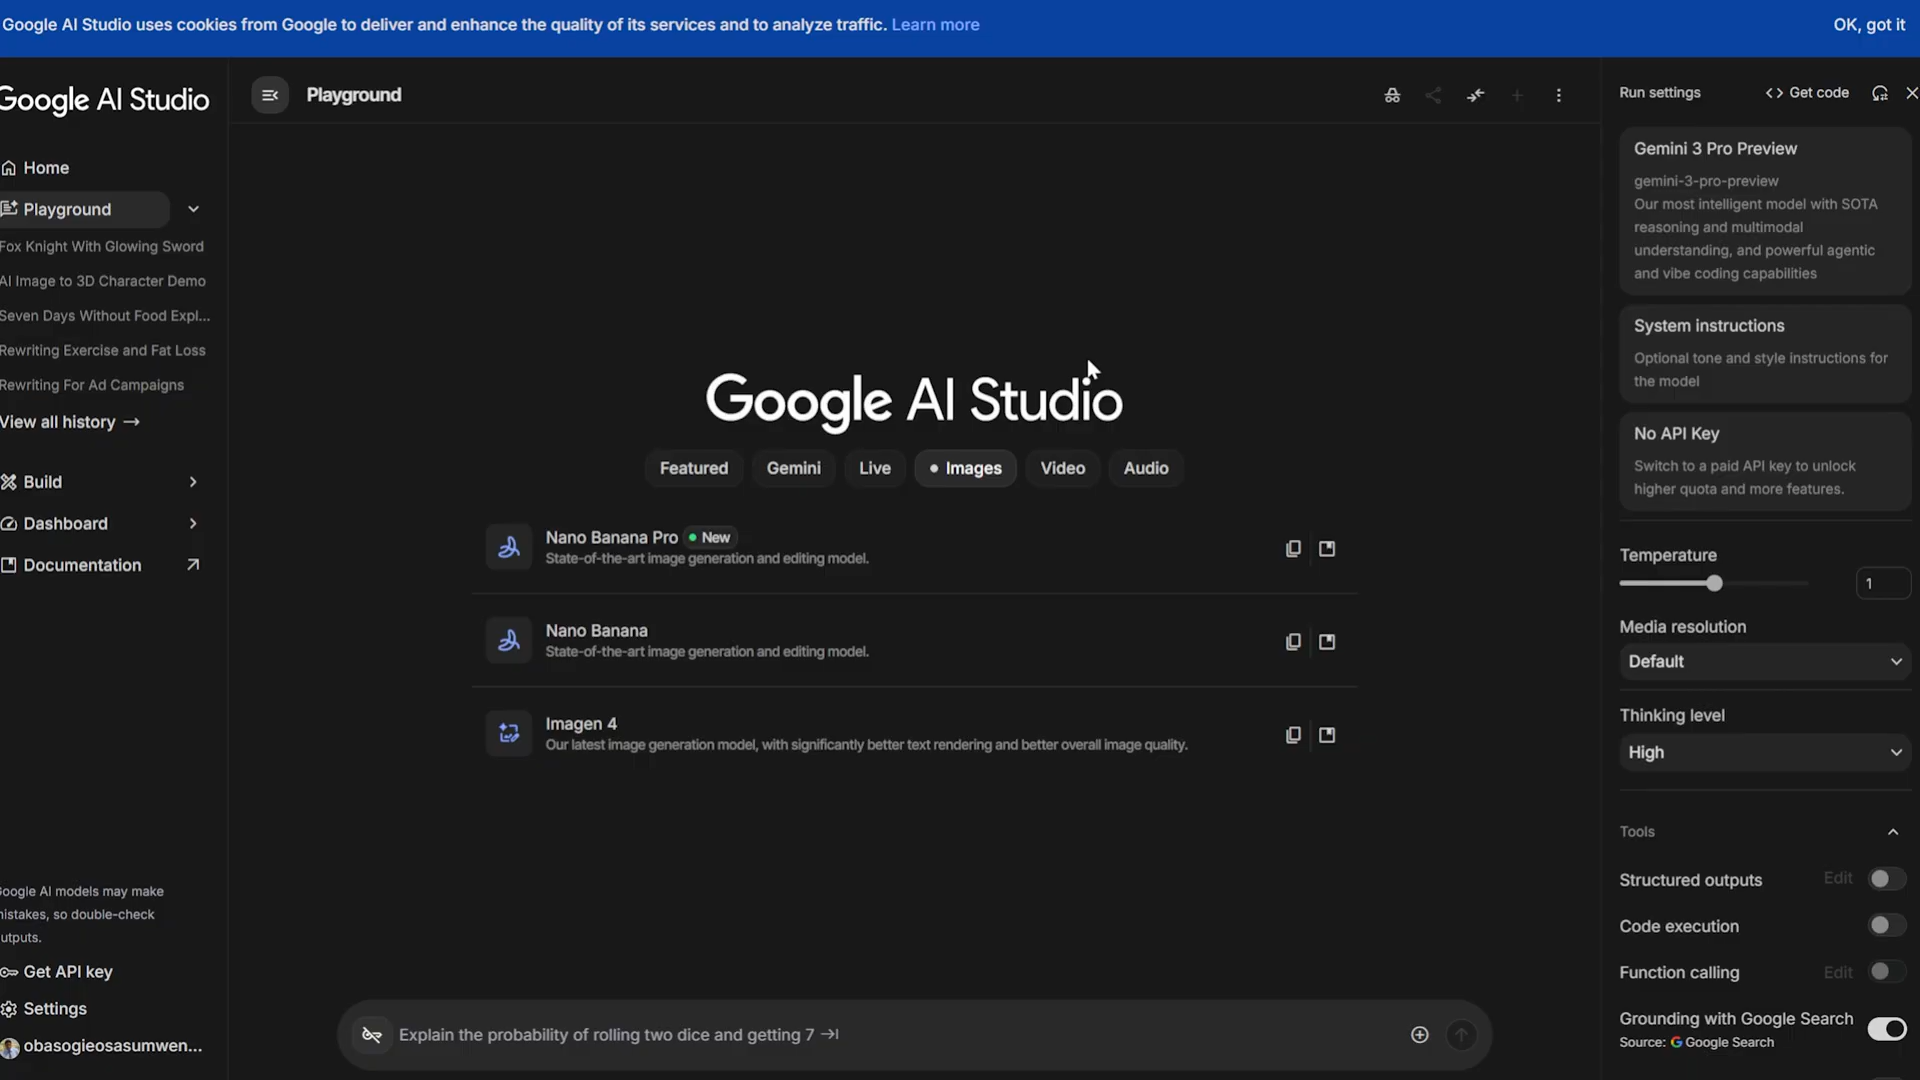 Google AI Studio uses cookies from Google to deliver and enhance the quality of its services and to analyze traffic. Learn more
OK, got it
Google AI Studio
Home
Playground
Fox Knight With Glowing Sword
AI Image to 3D Character Demo
Seven Days Without Food Expl...
Rewriting Exercise and Fat Loss
Rewriting For Ad Campaigns
View all history →
Build
Dashboard
Documentation
oogle AI models may make
istakes, so double-check
utputs.
Get API key
Settings
obasogieosasumwen...
Playground
Google AI Studio
Featured
Gemini
Live
Images
Video
Audio
Nano Banana Pro
New
State-of-the-art image generation and editing model.
Nano Banana
State-of-the-art image generation and editing model.
Imagen 4
Our latest image generation model, with significantly better text rendering and better overall image quality.
Explain the probability of rolling two dice and getting 7
Run settings
<> Get code
Gemini 3 Pro Preview
gemini-3-pro-preview
Our most intelligent model with SOTA
reasoning and multimodal
understanding, and powerful agentic
and vibe coding capabilities
System instructions
Optional tone and style instructions for
the model
No API Key
Switch to a paid API key to unlock
higher quota and more features.
Temperature
1
Media resolution
Default
Thinking level
High
Tools
Structured outputs
Edit
Code execution
Function calling
Edit
Grounding with Google Search
Source: Google Search